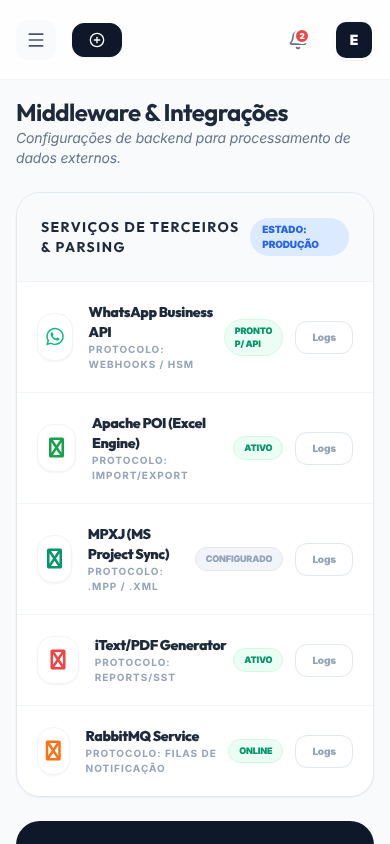 2
E
Middleware & Integrações
Configurações de backend para processamento de
dados externos.
SERVIÇOS DE TERCEIROS
& PARSING
ESTADO:
PRODUÇÃO
WhatsApp Business
API
PROTOCOLO:
WEBHOOKS / HSM
PRONTO
P/ API
Logs
Apache POI (Excel
Engine)
PROTOCOLO:
IMPORT/EXPORT
ATIVO
Logs
MPXJ (MS
Project Sync)
PROTOCOLO:
.MPP / .XML
CONFIGURADO
Logs
iText/PDF Generator
PROTOCOLO:
REPORTS/SST
ATIVO
Logs
RabbitMQ Service
PROTOCOLO: FILAS DE
NOTIFICAÇÃO
ONLINE
Logs